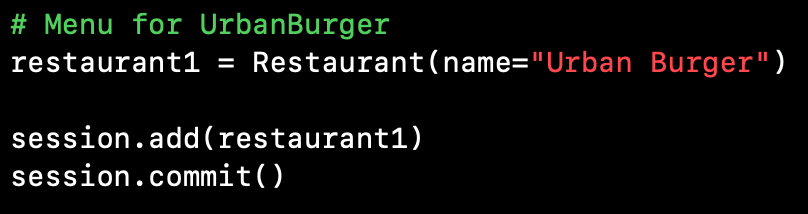 # Menu for UrbanBurger
restaurant1 = Restaurant(name="Urban Burger")
session.add(restaurant1)
session.commit()